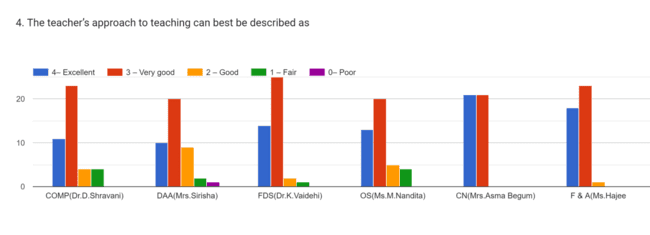 4. The teacher's approach to teaching can best be described as
4– Excellent 3 – Very good 2 – Good 1 – Fair 0– Poor
20
10
0
COMP(Dr.D.Shravani) DAA(Mrs.Sirisha) FDS(Dr.K.Vaidehi) OS(Ms.M.Nandita) CN(Mrs.Asma Begum) F & A(Ms.Hajee